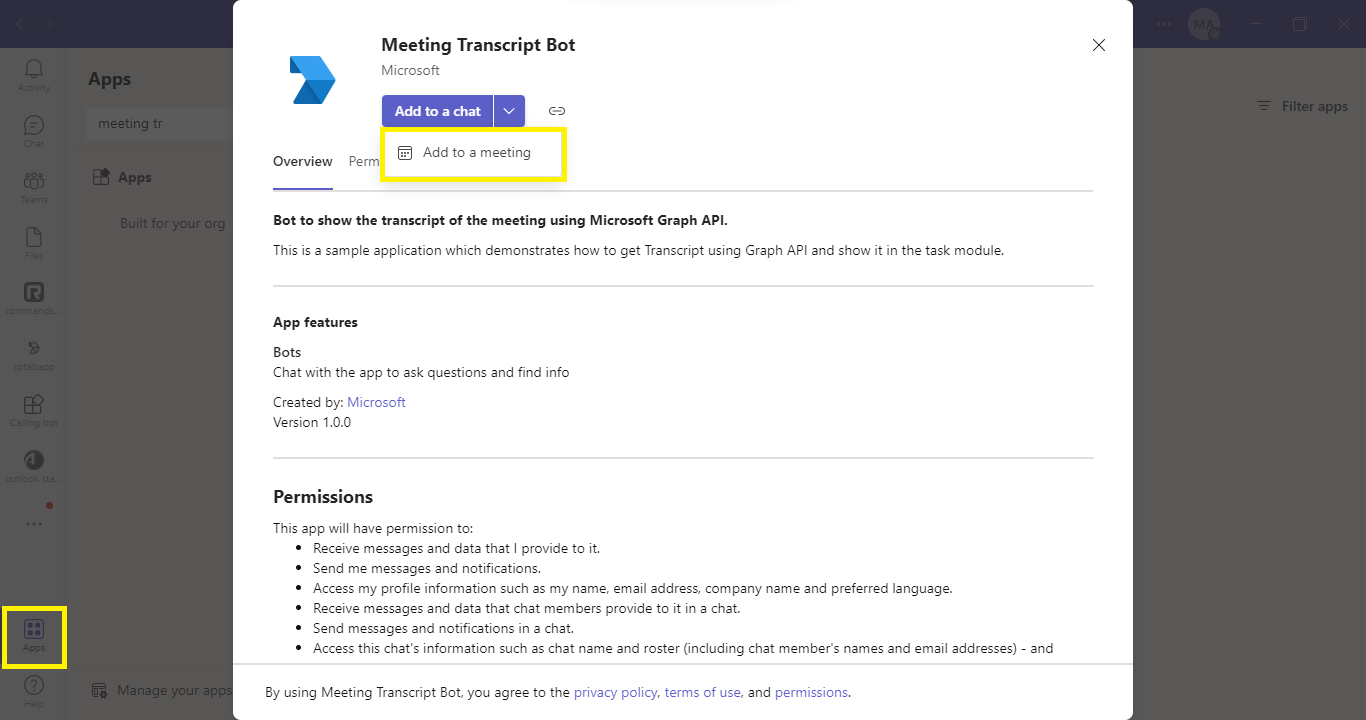 MA
Activity
Chat
Teams
Files
commands...
sptabapp
Calling bot
outlook sta...
Apps
Help
Apps
meeting tr
Apps
Built for your org
Manage your apps
Filter apps
Meeting Transcript Bot
Microsoft
Add to a chat
Add to a meeting
Overview Perm
Bot to show the transcript of the meeting using Microsoft Graph API.
This is a sample application which demonstrates how to get Transcript using Graph API and show it in the task module.
App features
Bots
Chat with the app to ask questions and find info
Created by: Microsoft
Version 1.0.0
Permissions
This app will have permission to:
• Receive messages and data that I provide to it.
• Send me messages and notifications.
• Access my profile information such as my name, email address, company name and preferred language.
• Receive messages and data that chat members provide to it in a chat.
• Send messages and notifications in a chat.
• Access this chat's information such as chat name and roster (including chat member's names and email addresses) - and
By using Meeting Transcript Bot, you agree to the privacy policy, terms of use, and permissions.